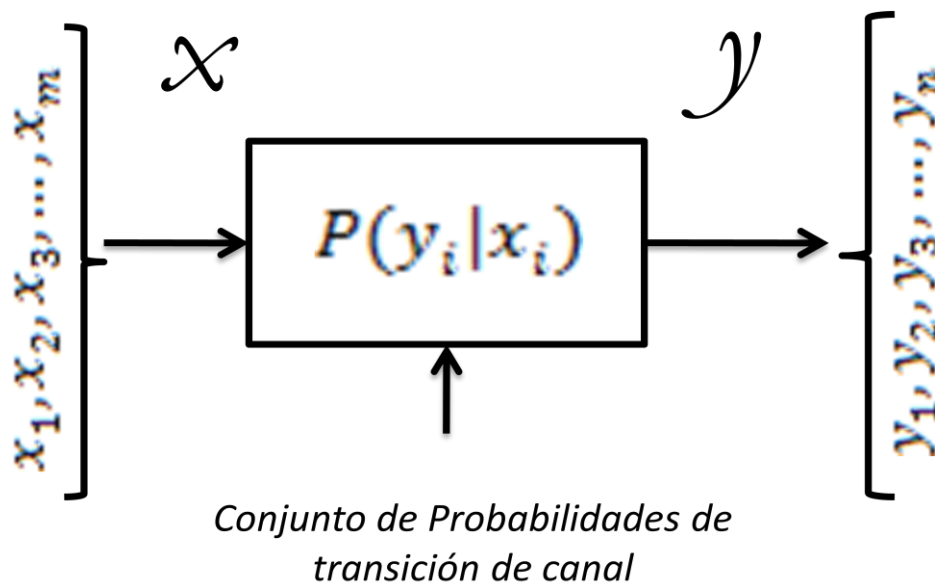 x y
x₁, x₂, x₃, ..., xₘ
P(yᵢ|xᵢ)
y₁, y₂, y₃, ..., yₙ
Conjunto de Probabilidades de
transición de canal